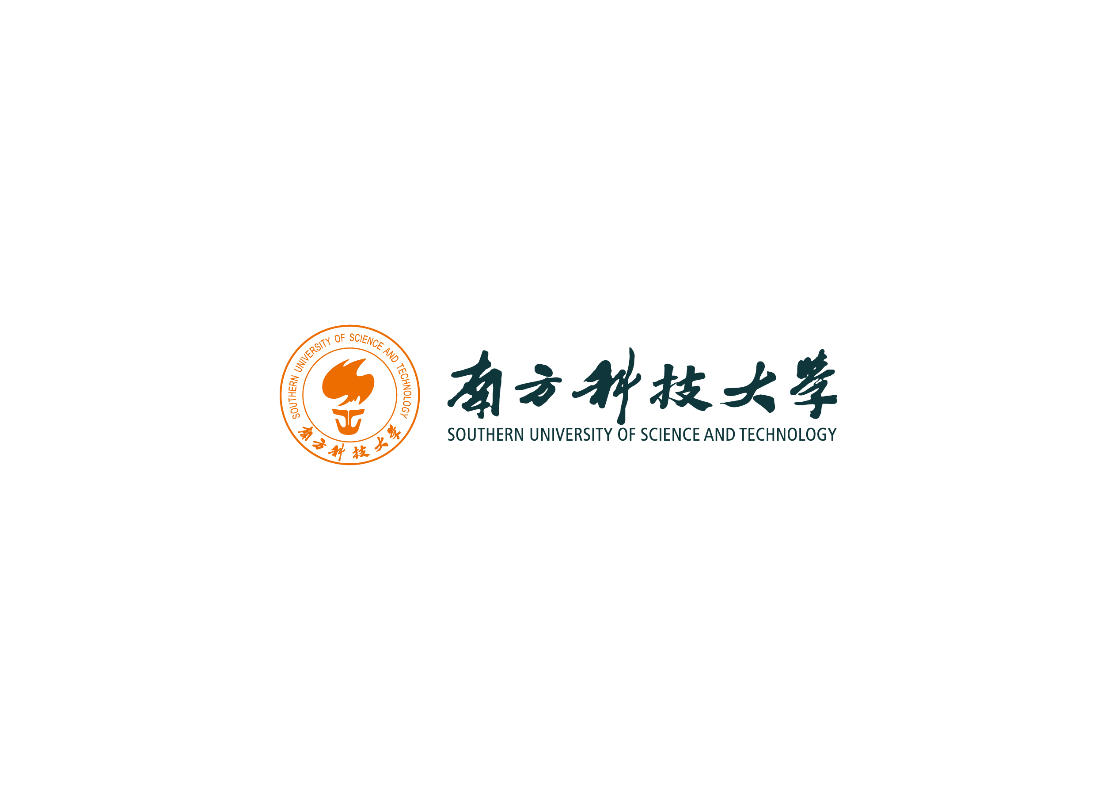 SOUTHERN UNIVERSITY OF SCIENCE AND TECHNOLOGY
南方科技大学
南方科技大学
SOUTHERN UNIVERSITY OF SCIENCE AND TECHNOLOGY